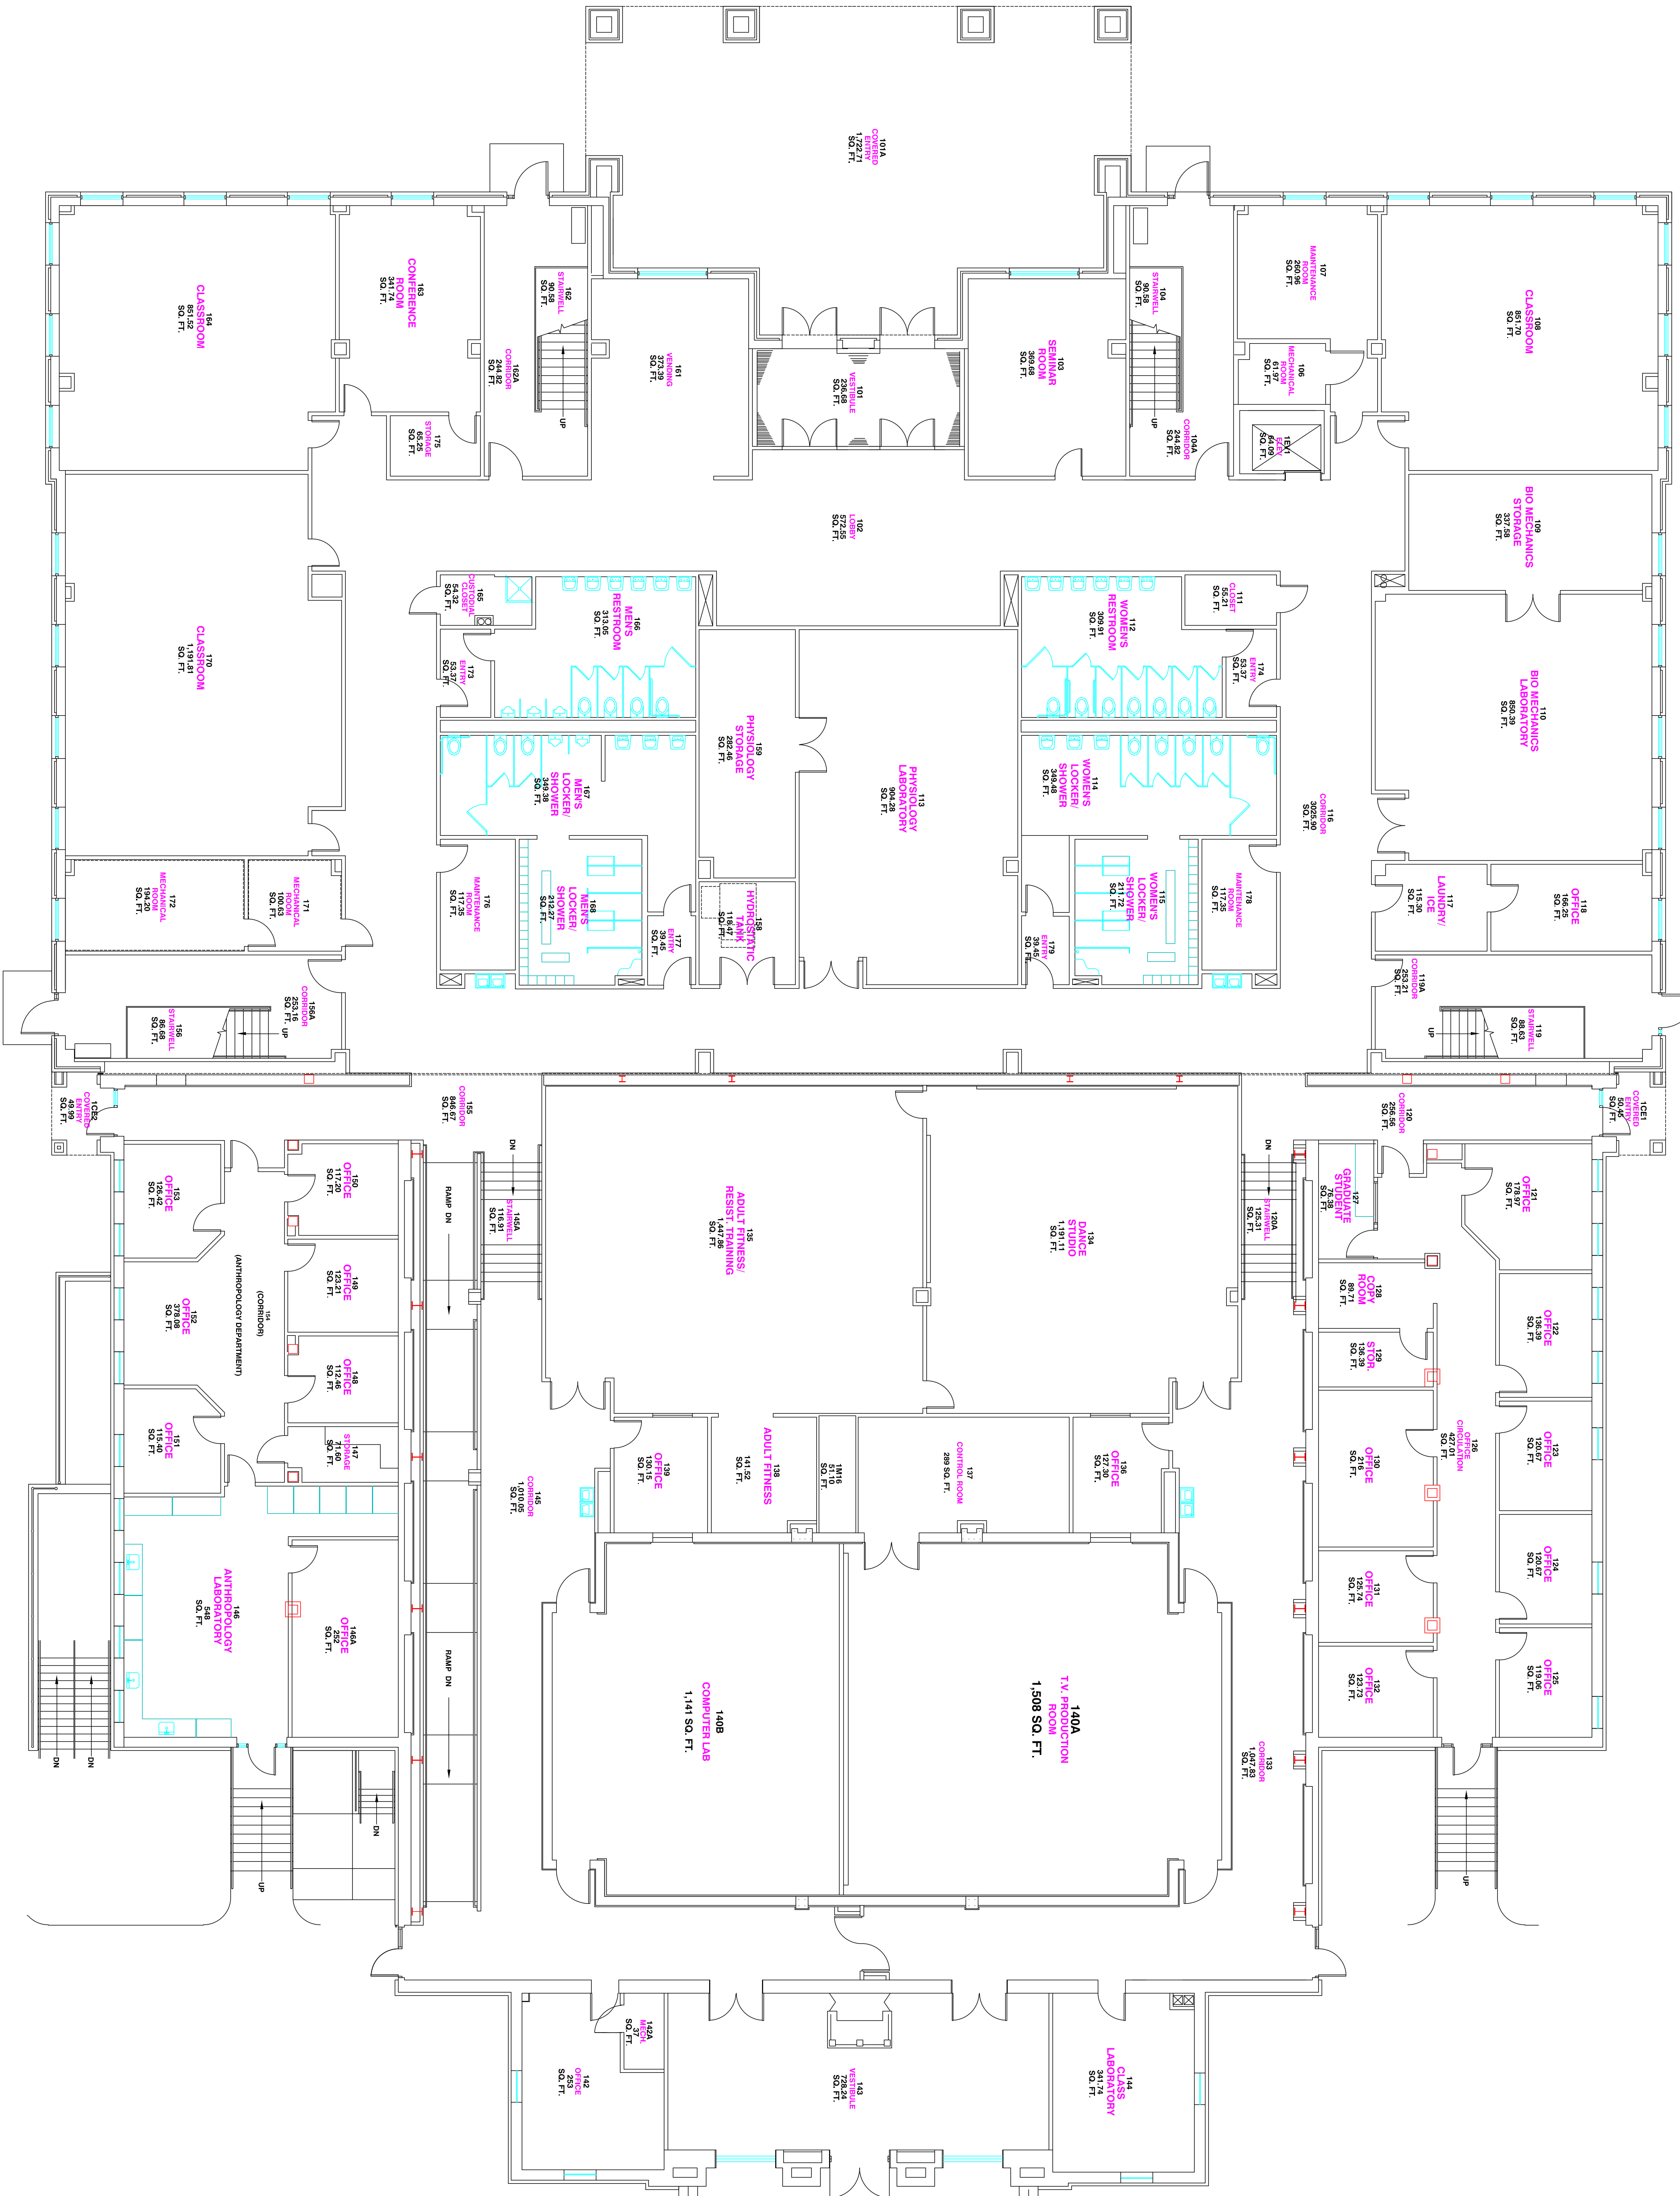 101A
COVERED
ENTRY
1,722.71
SQ. FT.
107
MAINTENANCE
ROOM
260.96
SQ. FT.
108
CLASSROOM
851.70
SQ. FT.
164
CLASSROOM
851.52
SQ. FT.
163
CONFERENCE
ROOM
341.74
SQ. FT.
162
STAIRWELL
90.58
SQ. FT.
UP
162A
CORRIDOR
244.82
SQ. FT.
161
VENDING
373.39
SQ. FT.
101
VESTIBULE
236.68
SQ. FT.
103
SEMINAR
ROOM
369.68
SQ. FT.
104
STAIRWELL
90.58
SQ. FT.
UP
104A
CORRIDOR
244.82
SQ. FT.
106
MECHANICAL
ROOM
61.97
SQ. FT.
1EV1
ELEV
64.09
SQ. FT.
175
STORAGE
65.25
SQ. FT.
102
LOBBY
572.55
SQ. FT.
109
BIO MECHANICS
STORAGE
337.58
SQ. FT.
110
BIO MECHANICS
LABORATORY
850.39
SQ. FT.
170
CLASSROOM
1,191.81
SQ. FT.
165
CUSTODIAL
CLOSET
54.32
SQ. FT.
166
MEN'S
RESTROOM
313.05
SQ. FT.
173
ENTRY
53.37
SQ. FT.
112
WOMEN'S
RESTROOM
309.91
SQ. FT.
111
CLOSET
55.21
SQ. FT.
174
ENTRY
53.37
SQ. FT.
159
PHYSIOLOGY
STORAGE
282.46
SQ. FT.
113
PHYSIOLOGY
LABORATORY
904.28
SQ. FT.
167
MEN'S
LOCKER/
SHOWER
349.38
SQ. FT.
114
WOMEN'S
LOCKER/
SHOWER
349.48
SQ. FT.
116
CORRIDOR
3025.90
SQ. FT.
172
MECHANICAL
ROOM
194.20
SQ. FT.
171
MECHANICAL
ROOM
100.63
SQ. FT.
176
MAINTENANCE
ROOM
117.35
SQ. FT.
168
MEN'S
LOCKER/
SHOWER
212.27
SQ. FT.
177
ENTRY
39.45
SQ. FT.
158
HYDROSTATIC
TANK
118.47
SQ. FT.
179
ENTRY
39.45
SQ. FT.
115
WOMEN'S
LOCKER/
SHOWER
211.72
SQ. FT.
178
MAINTENANCE
ROOM
117.35
SQ. FT.
117
LAUNDRY/
ICE
115.30
SQ. FT.
118
OFFICE
166.25
SQ. FT.
156A
CORRIDOR
253.16
SQ. FT.
156
STAIRWELL
86.68
SQ. FT.
UP
119A
CORRIDOR
253.21
SQ. FT.
119
STAIRWELL
88.63
SQ. FT.
UP
1CE2
COVERED
ENTRY
49.99
SQ. FT.
155
CORRIDOR
846.67
SQ. FT.
120
CORRIDOR
256.56
SQ. FT.
1CE1
COVERED
ENTRY
50.45
SQ. FT.
153
OFFICE
126.42
SQ. FT.
150
OFFICE
117.20
SQ. FT.
RAMP DN
DN
145A
STAIRWELL
116.91
SQ. FT.
135
ADULT FITNESS/
RESIST. TRAINING
1,447.86
SQ. FT.
134
DANCE
STUDIO
1,191.11
SQ. FT.
DN
120A
STAIRWELL
125.31
SQ. FT.
127
GRADUATE
STUDENT
76.38
SQ. FT.
121
OFFICE
178.97
SQ. FT.
152
OFFICE
378.08
SQ. FT.
154
(CORRIDOR)
(ANTHROPOLOGY DEPARTMENT)
149
OFFICE
123.21
SQ. FT.
128
COPY
ROOM
89.71
SQ. FT.
122
OFFICE
136.39
SQ. FT.
148
OFFICE
112.46
SQ. FT.
129
STOR.
136.39
SQ. FT.
151
OFFICE
115.40
SQ. FT.
147
STORAGE
71.60
SQ. FT.
145
CORRIDOR
1,010.05
SQ. FT.
139
OFFICE
130.15
SQ. FT.
138
ADULT FITNESS
141.52
SQ. FT.
1M16
51.10
SQ. FT.
137
CONTROL ROOM
289 SQ. FT.
136
OFFICE
127.30
SQ. FT.
130
OFFICE
216
SQ. FT.
126
OFFICE
CIRCULATION
427.01
SQ. FT.
123
OFFICE
120.67
SQ. FT.
124
OFFICE
120.67
SQ. FT.
146
ANTHROPOLOGY
LABORATORY
548
SQ. FT.
146A
OFFICE
252
SQ. FT.
131
OFFICE
125.74
SQ. FT.
132
OFFICE
123.73
SQ. FT.
125
OFFICE
119.06
SQ. FT.
RAMP DN
140B
COMPUTER LAB
1,141 SQ. FT.
140A
T.V. PRODUCTION
ROOM
1,508 SQ. FT.
133
CORRIDOR
1,047.83
SQ. FT.
DN
DN
DN
UP
UP
142A
MECH.
37
SQ. FT.
142
OFFICE
253
SQ. FT.
143
VESTIBULE
728.24
SQ. FT.
144
CLASS
LABORATORY
341.74
SQ. FT.